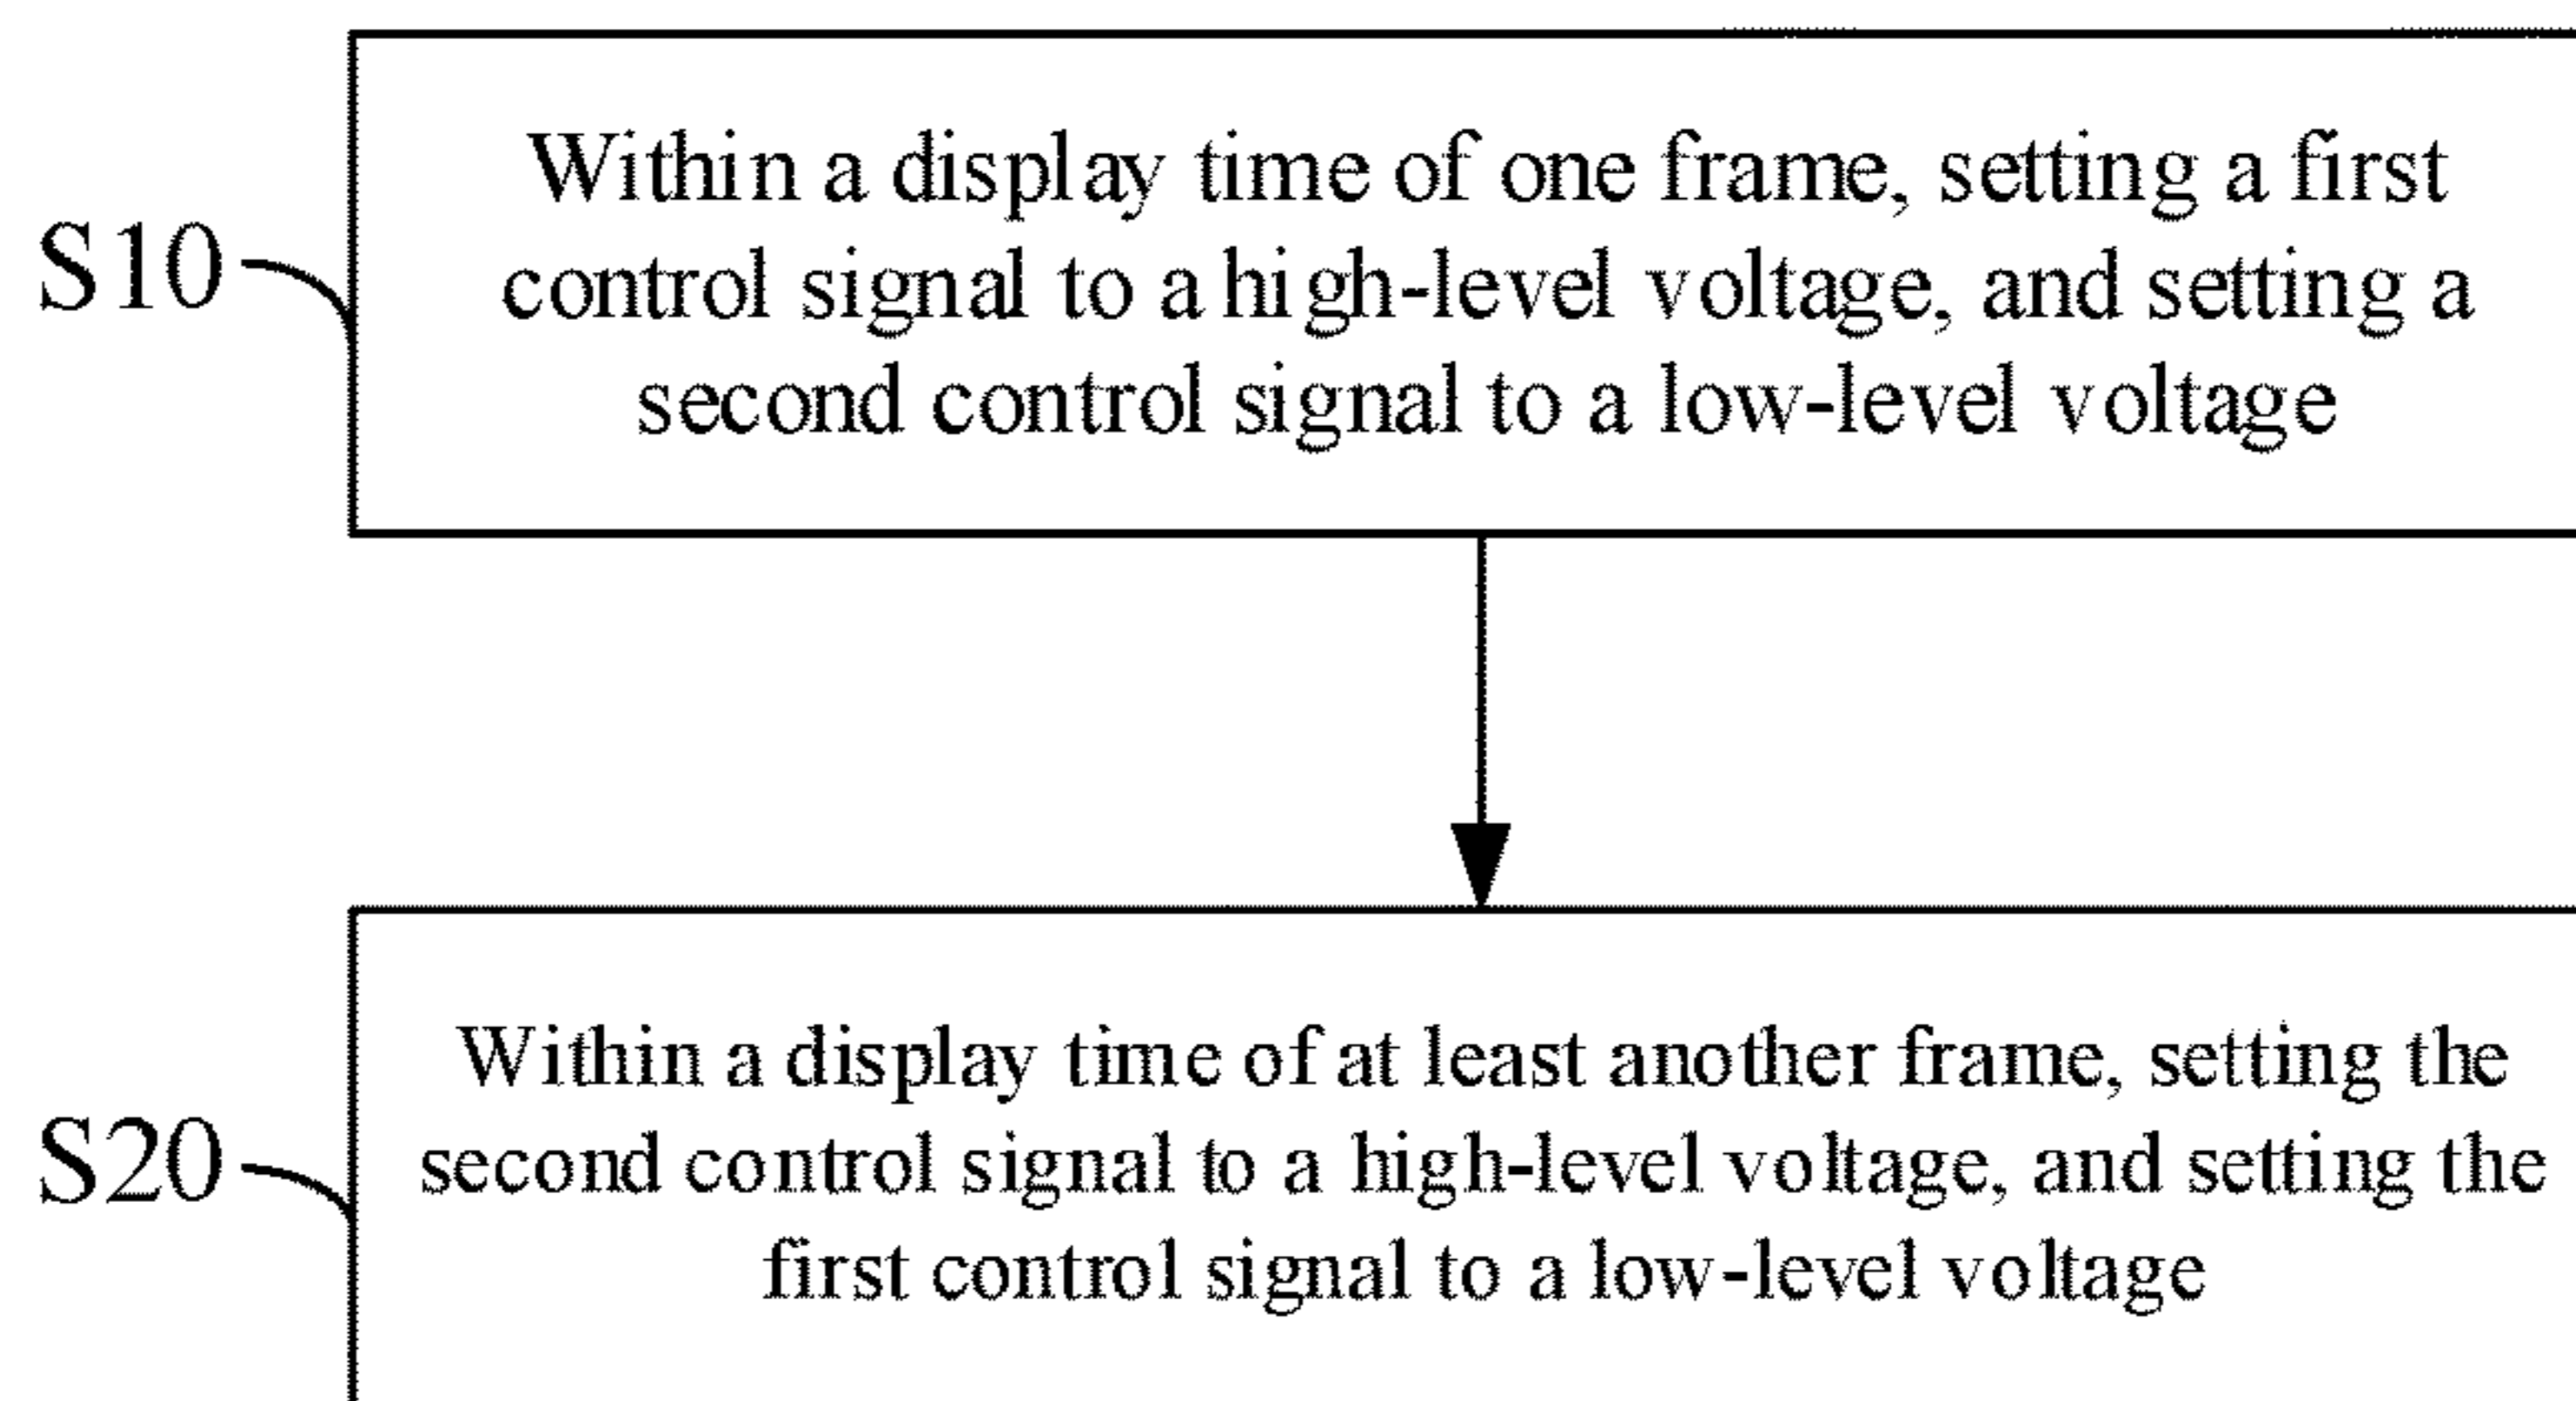 Within a display time of one frame, setting a first
S10
control signal to a high-level voltage, and setting a
second control signal to a low-level voltage
Within a display time of at least another frame, setting the
S20
second control signal to a high-level voltage, and setting the
first control signal to a low-level voltage